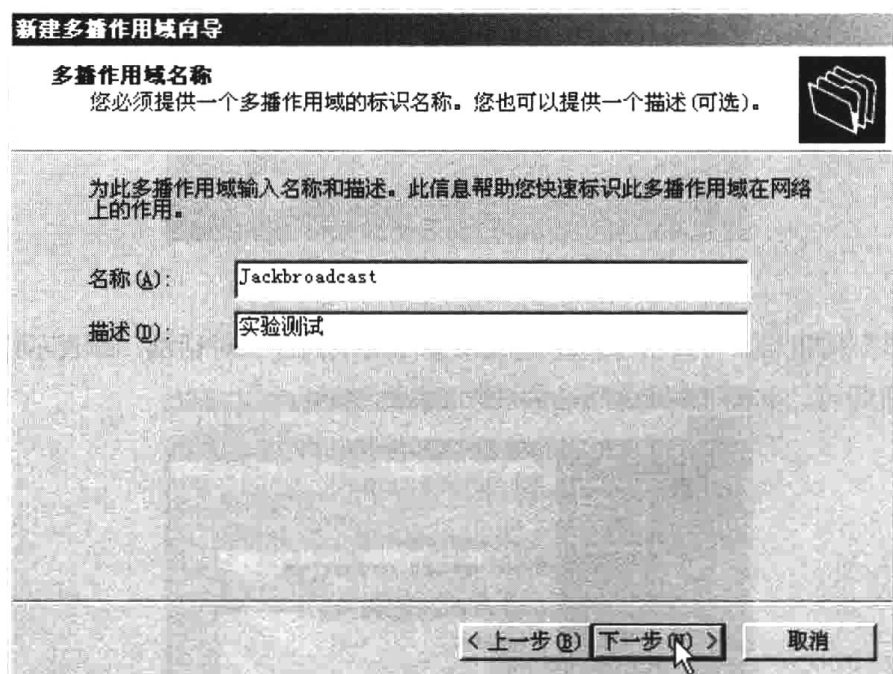 新建多播作用域向导
多播作用域名称
您必须提供一个多播作用域的标识名称。您也可以提供一个描述(可选)。
为此多播作用域输入名称和描述。此信息帮助您快速标识此多播作用域在网络
上的作用。
名称(A): Jackbroadcast
描述(D): 实验测试
< 上一步(B) 下一步(N) > 取消